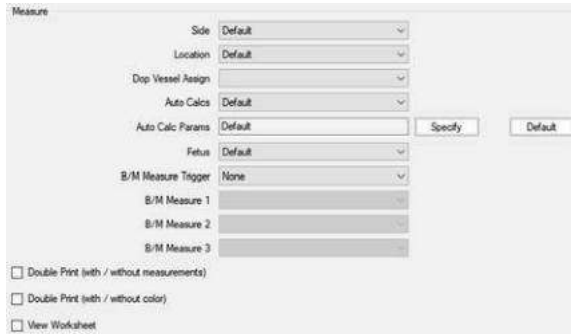 Measure
Side Default
Location Default
Dop Vessel Assign
Auto Calcs Default
Auto Calc Params Default Specify Default
Fetus Default
B/M Measure Trigger None
B/M Measure 1
B/M Measure 2
B/M Measure 3
Double Print (with / without measurements)
Double Print (with / without color)
View Worksheet